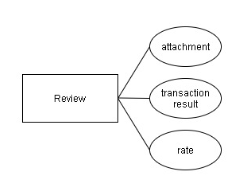 attachment
Review
transaction
result
rate